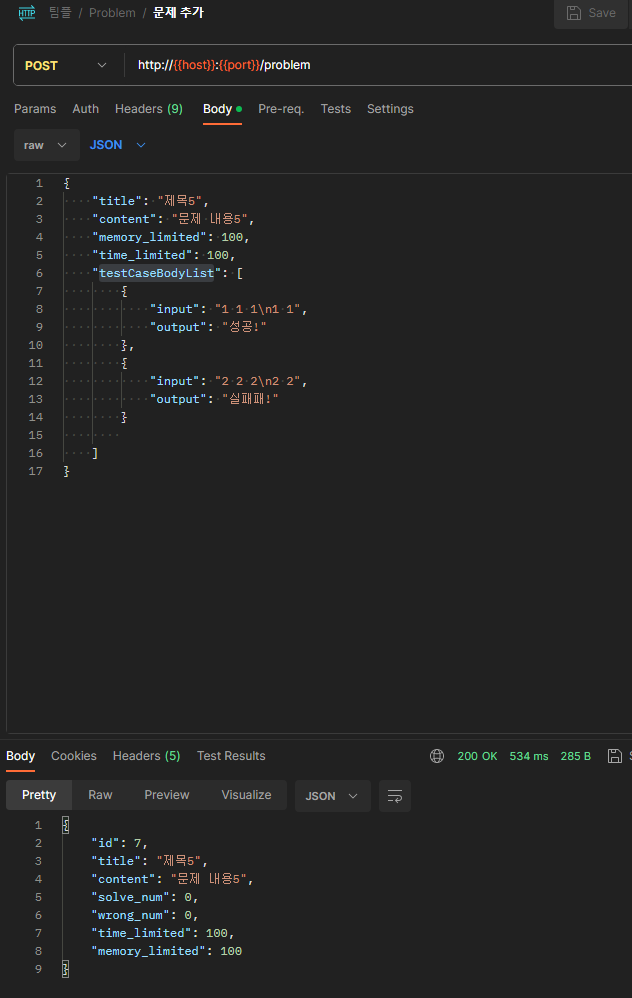 HTTP 팀플 / Problem / 문제 추가 Save
POST http://{{host}}:{{port}}/problem
Params Auth Headers (9) Body Pre-req. Tests Settings
raw JSON
1 {
2 "title": "제목5",
3 "content": "문제 내용5",
4 "memory_limited": 100,
5 "time_limited": 100,
6 "testCaseBodyList": [
7 {
8 "input": "1 1 1\n1 1",
9 "output": "성공!"
10 },
11 {
12 "input": "2 2 2\n2 2",
13 "output": "실패패!"
14 }
15
16 ]
17 }
Body Cookies Headers (5) Test Results 200 OK 534 ms 285 B S
Pretty Raw Preview Visualize JSON
1 {
2 "id": 7,
3 "title": "제목5",
4 "content": "문제 내용5",
5 "solve_num": 0,
6 "wrong_num": 0,
7 "time_limited": 100,
8 "memory_limited": 100
9 }